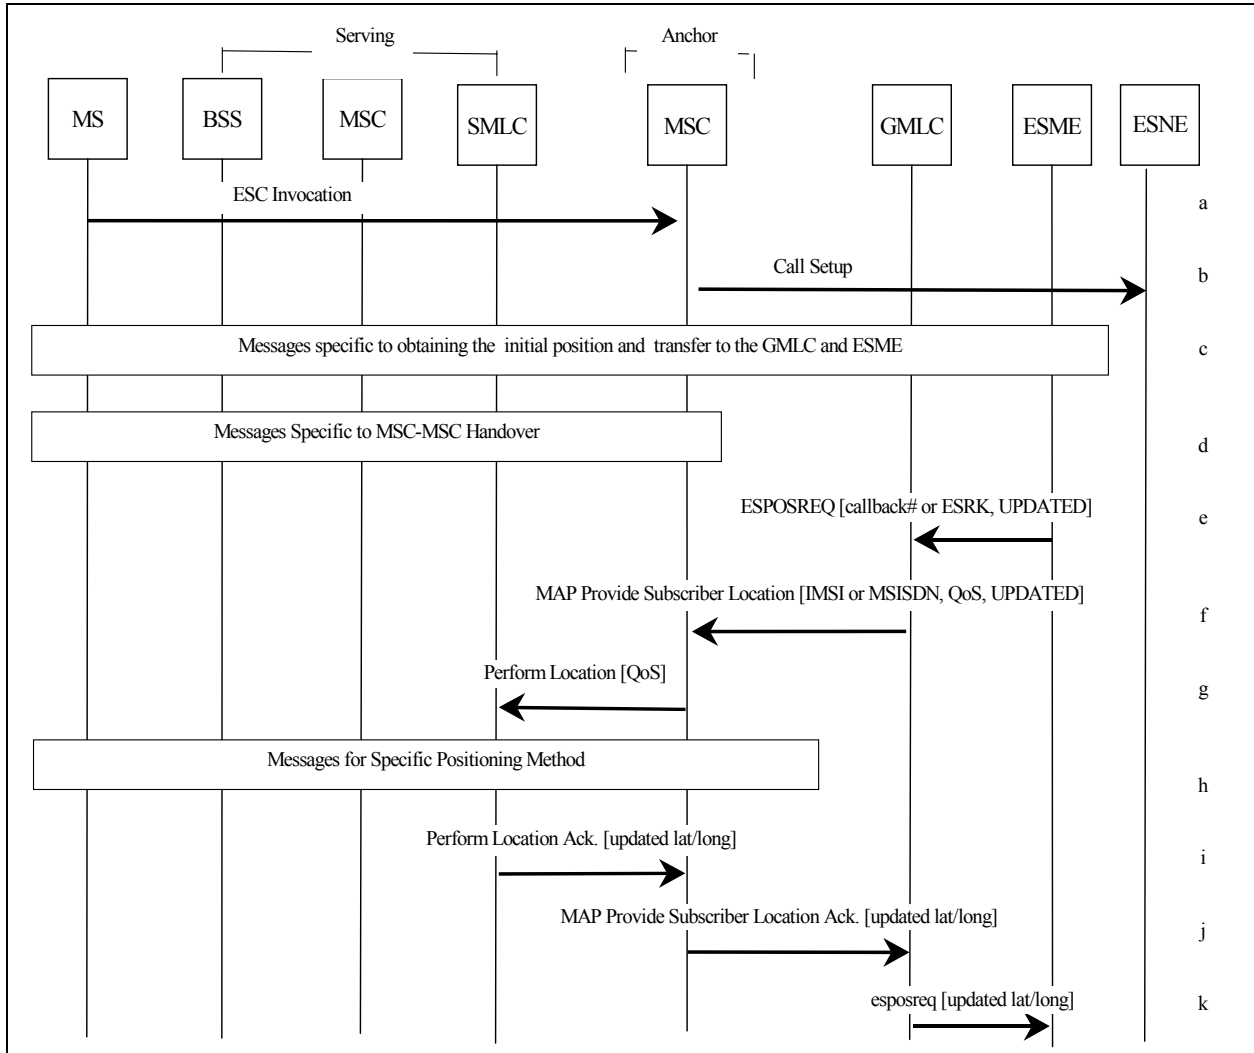 Serving
Anchor
MS
BSS
MSC
SMLC
MSC
GMLC
ESME
ESNE
ESC Invocation
a
Call Setup
b
Messages specific to obtaining the initial position and transfer to the GMLC and ESME
c
Messages Specific to MSC-MSC Handover
d
ESPOSREQ [callback# or ESRK, UPDATED]
e
MAP Provide Subscriber Location [IMSI or MSISDN, QoS, UPDATED]
f
Perform Location [QoS]
g
Messages for Specific Positioning Method
h
Perform Location Ack. [updated lat/long]
i
MAP Provide Subscriber Location Ack. [updated lat/long]
j
esposreq [updated lat/long]
k